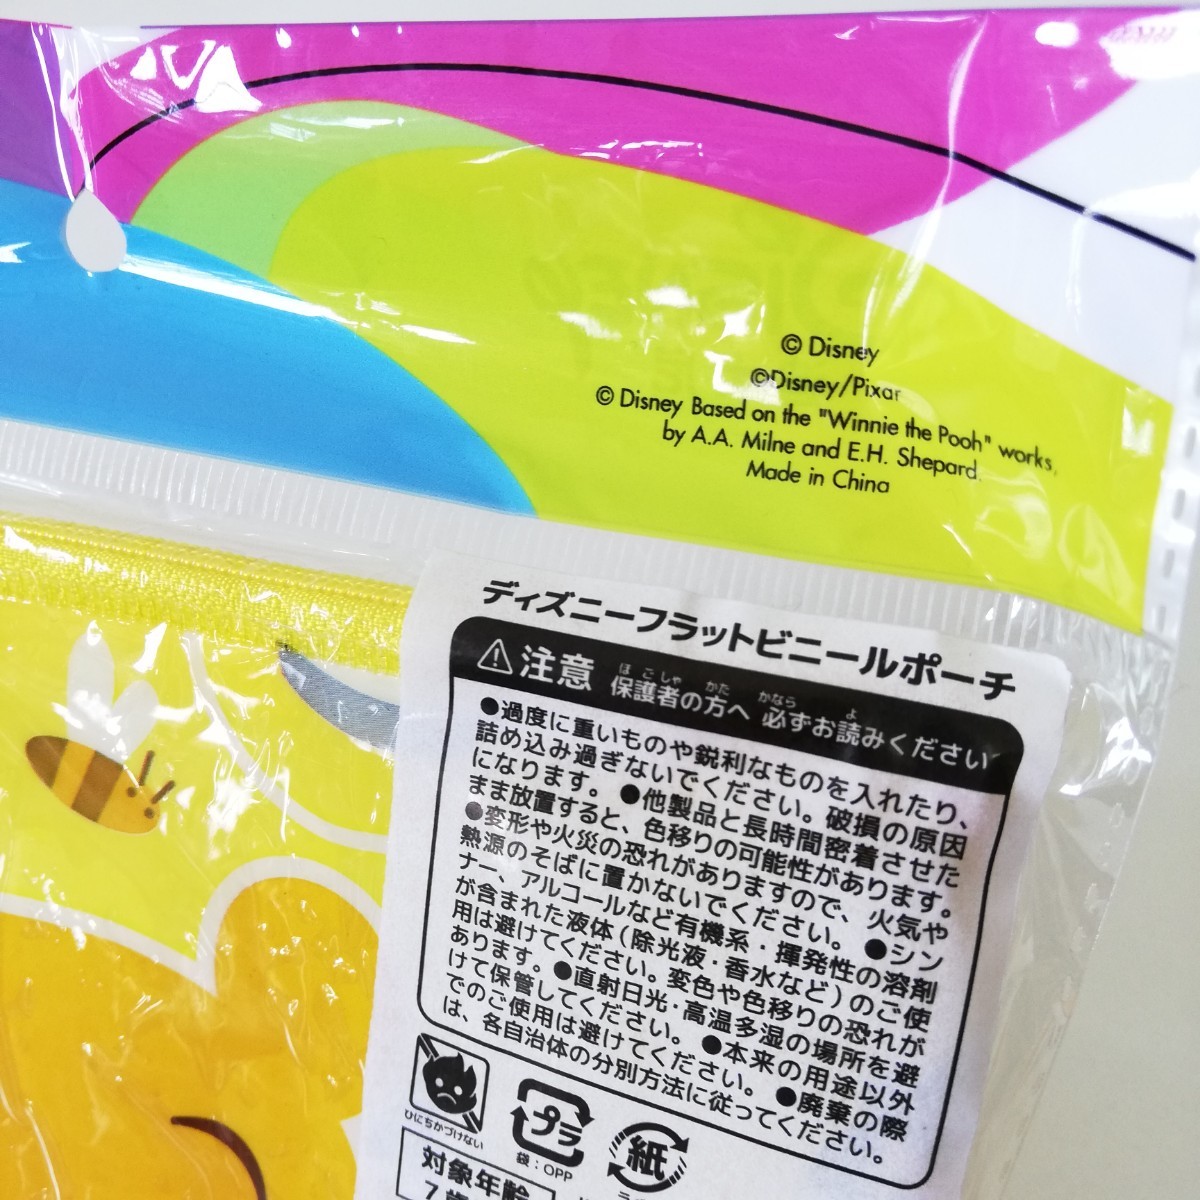 © Disney
©Disney/Pixar
© Disney Based on the "Winnie the Pooh" works,
by A.A. Milne and E.H. Shepard.
Made in China
ディズニーフラットビニールポーチ
注意 保護者の方へ 必ずお読みください
●過度に重いものや鋭利なものを入れたり、
詰め込み過ぎないでください。破損の原因
になります。●他製品と長時間密着させた
まま放置すると、色移りの可能性があります。
●変形や火災の恐れがありますので、火気や
熱源のそばに置かないでください。●シン
ナー、アルコールなど有機系・揮発性の溶剤
が含まれた液体(除光液・香水など)のご使
用は避けてください。変色や色移りの恐れが
あります。●直射日光・高温多湿の場所を避
けて保管してください。●本来の用途以外
でのご使用は避けてください。●廃棄の際
は、各自治体の分別方法に従ってください。
ひにちかづけない
プラ
袋:OPP
紙
対象年齢
7歳